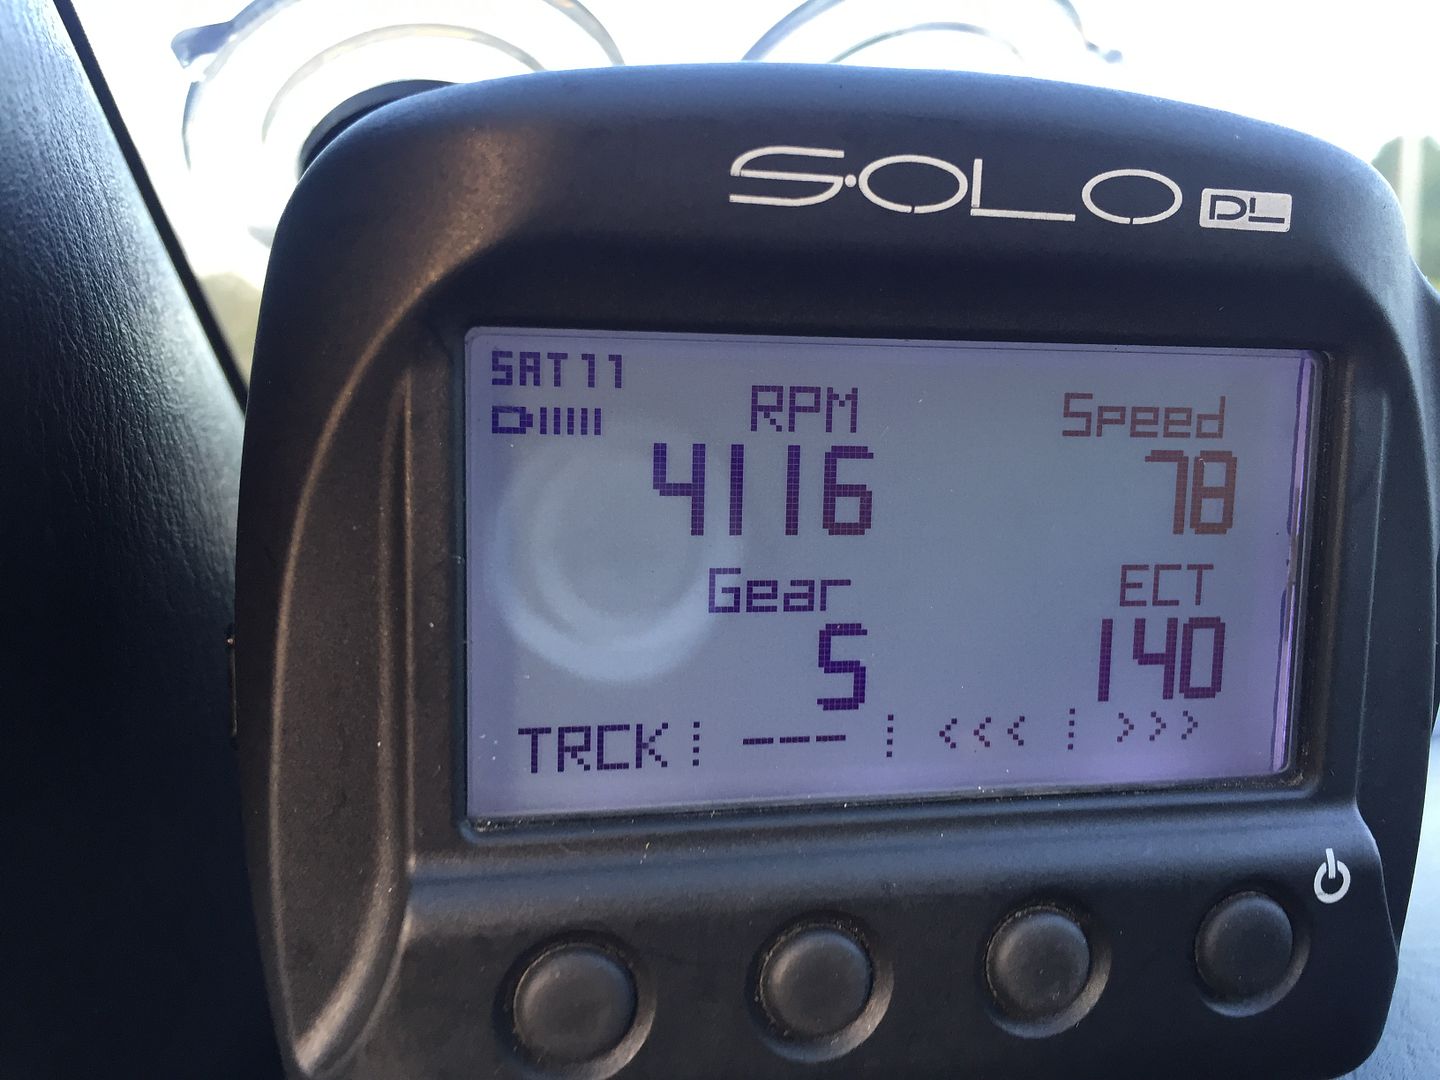 SOLO DL
SAT 11
RPM
4116
Speed
78
Gear
5
ECT
140
TRCK ---- <<< >>>